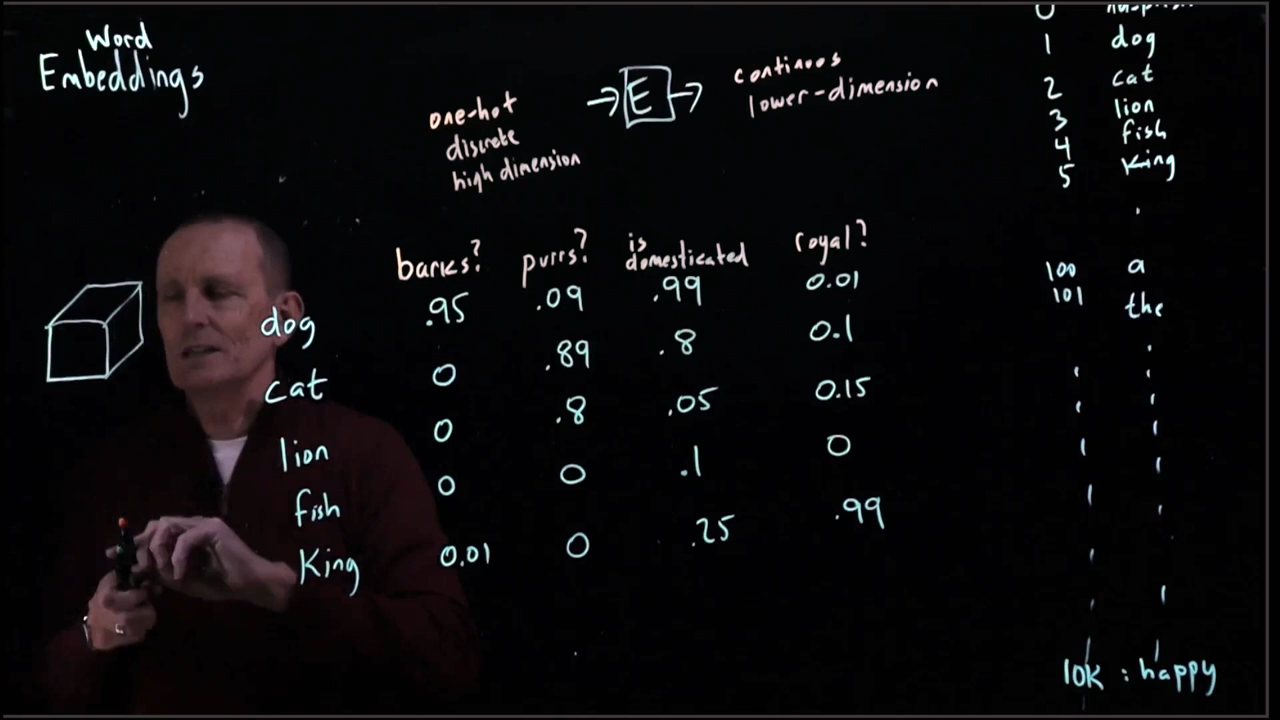 Word
Embeddings
one-hot
discrete
high dimension
E
continous
lower-dimension
barks? purrs? is domesticated royal?
dog .95 .09 .99 0.01
cat 0 .89 .8 0.1
lion 0 .8 .05 0.15
fish 0 0 .1 0
King 0.01 0 .25 .99
0
1 dog
2 cat
3 lion
4 fish
5 King
100 a
101 the
10K : happy